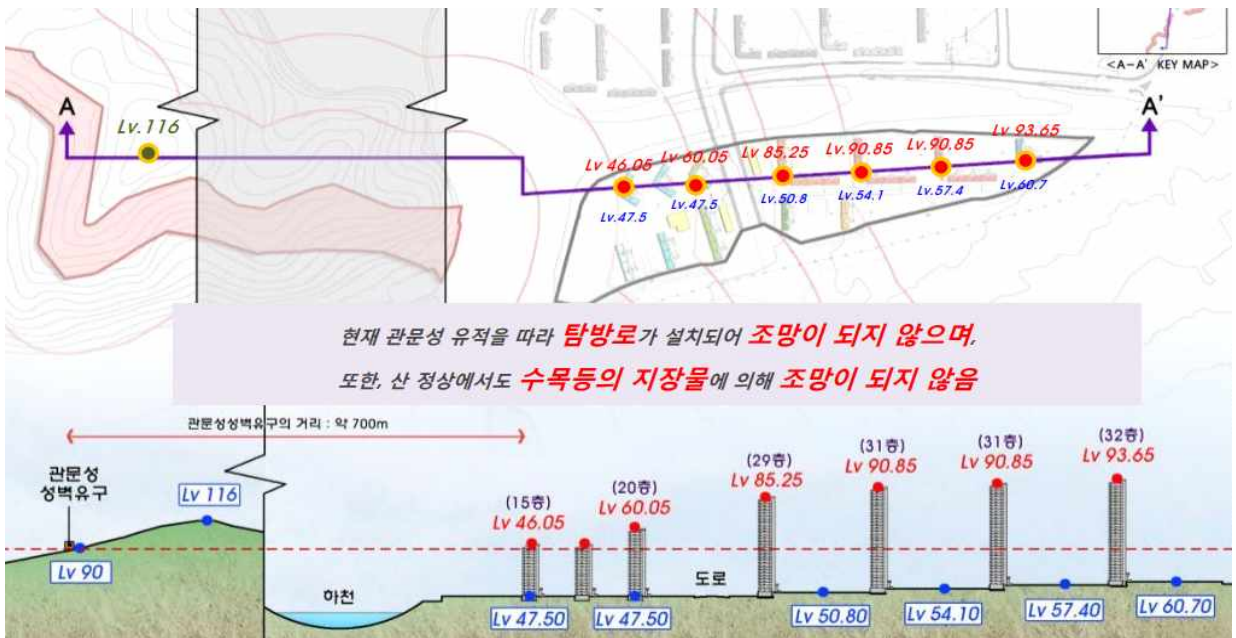 <A-A' KEY MAP>
A
A'
Lv.116
Lv 46.05
Lv 60.05
Lv 85.25
Lv.90.85
Lv.90.85
Lv 93.65
Lv.47.5
Lv.47.5
Lv.50.8
Lv.54.1
Lv.57.4
Lv.60.7
현재 관문성 유적을 따라 탐방로가 설치되어 조망이 되지 않으며,
또한, 산 정상에서도 수목등의 지장물에 의해 조망이 되지 않음
관문성성벽유구의 거리 : 약 700m
관문성
성벽유구
Lv 116
Lv 90
하천
(15층)
Lv 46.05
(20층)
Lv 60.05
(29층)
Lv 85.25
(31층)
Lv 90.85
(31층)
Lv 90.85
(32층)
Lv 93.65
도로
Lv 47.50
Lv 47.50
Lv 50.80
Lv 54.10
Lv 57.40
Lv 60.70